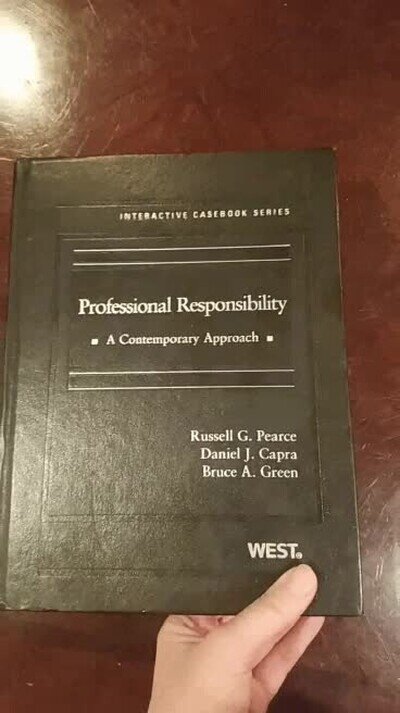 INTERACTIVE CASEBOOK SERIES
Professional Responsibility
▪ A Contemporary Approach ▪
Russell G. Pearce
Daniel J. Capra
Bruce A. Green
WEST®